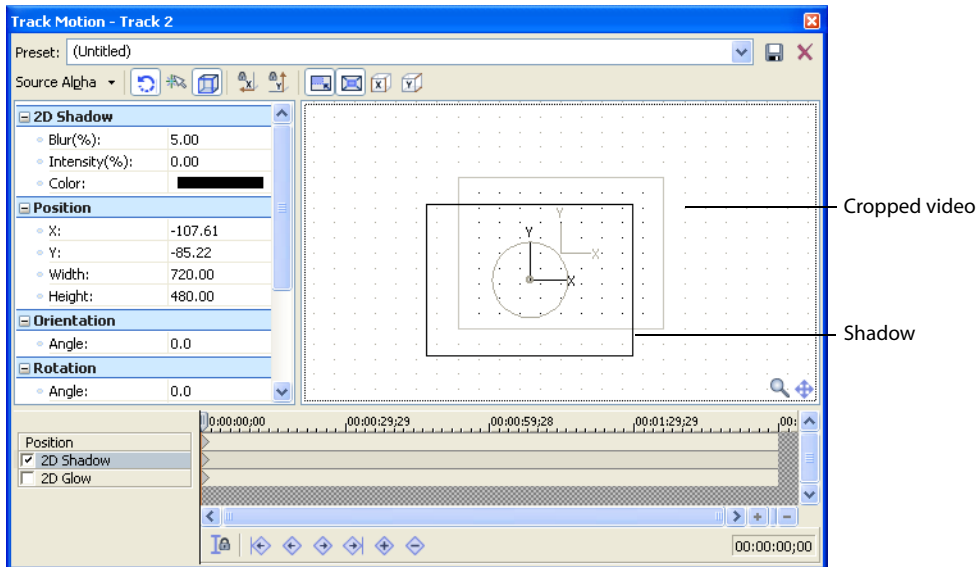 Track Motion - Track 2
Preset: (Untitled)
Source Alpha
2D Shadow
Blur(%): 5.00
Intensity(%): 0.00
Color:
Position
X: -107.61
Y: -85.22
Width: 720.00
Height: 480.00
Orientation
Angle: 0.0
Rotation
Angle: 0.0
Y
X
Y
X
Cropped video
Shadow
0:00:00;00 00:00:29;29 00:00:59;28 00:01:29;29 00:
Position
2D Shadow
2D Glow
00:00:00;00